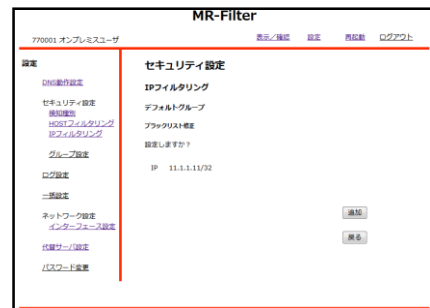 MR-Filter
770001 オンプレミスユーザ
表示／確認 設定 再起動 ログアウト
設定
DNS動作設定
セキュリティ設定
検知種別
HOSTフィルタリング
IPフィルタリング
グループ設定
ログ設定
一括設定
ネットワーク設定
インターフェース設定
代替サーバ設定
パスワード変更
セキュリティ設定
IPフィルタリング
デフォルトグループ
ブラックリスト修正
設定しますか？
IP 11.1.1.11/32
追加
戻る